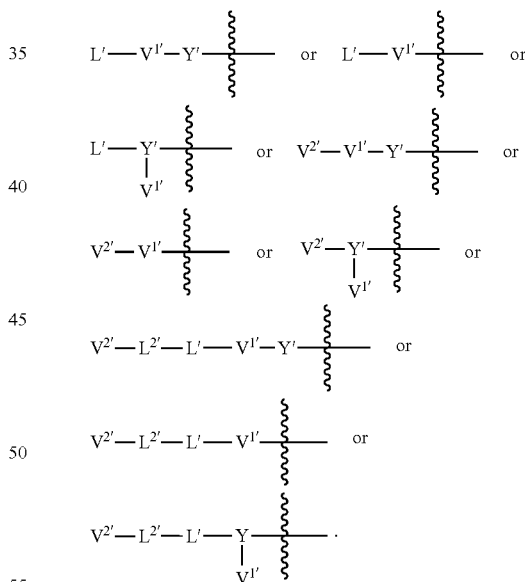 35 L′—V¹′—Y′— or L′—V¹′— or
L′—Y′— or V²′—V¹′—Y′— or
40 V¹′
V²′—V¹′— or V²′—Y′— or
V¹′
45
V²′—L²′—L′—V¹′—Y′— or
50 V²′—L²′—L′—V¹′— or
V²′—L²′—L′—Y— .
V¹′
55